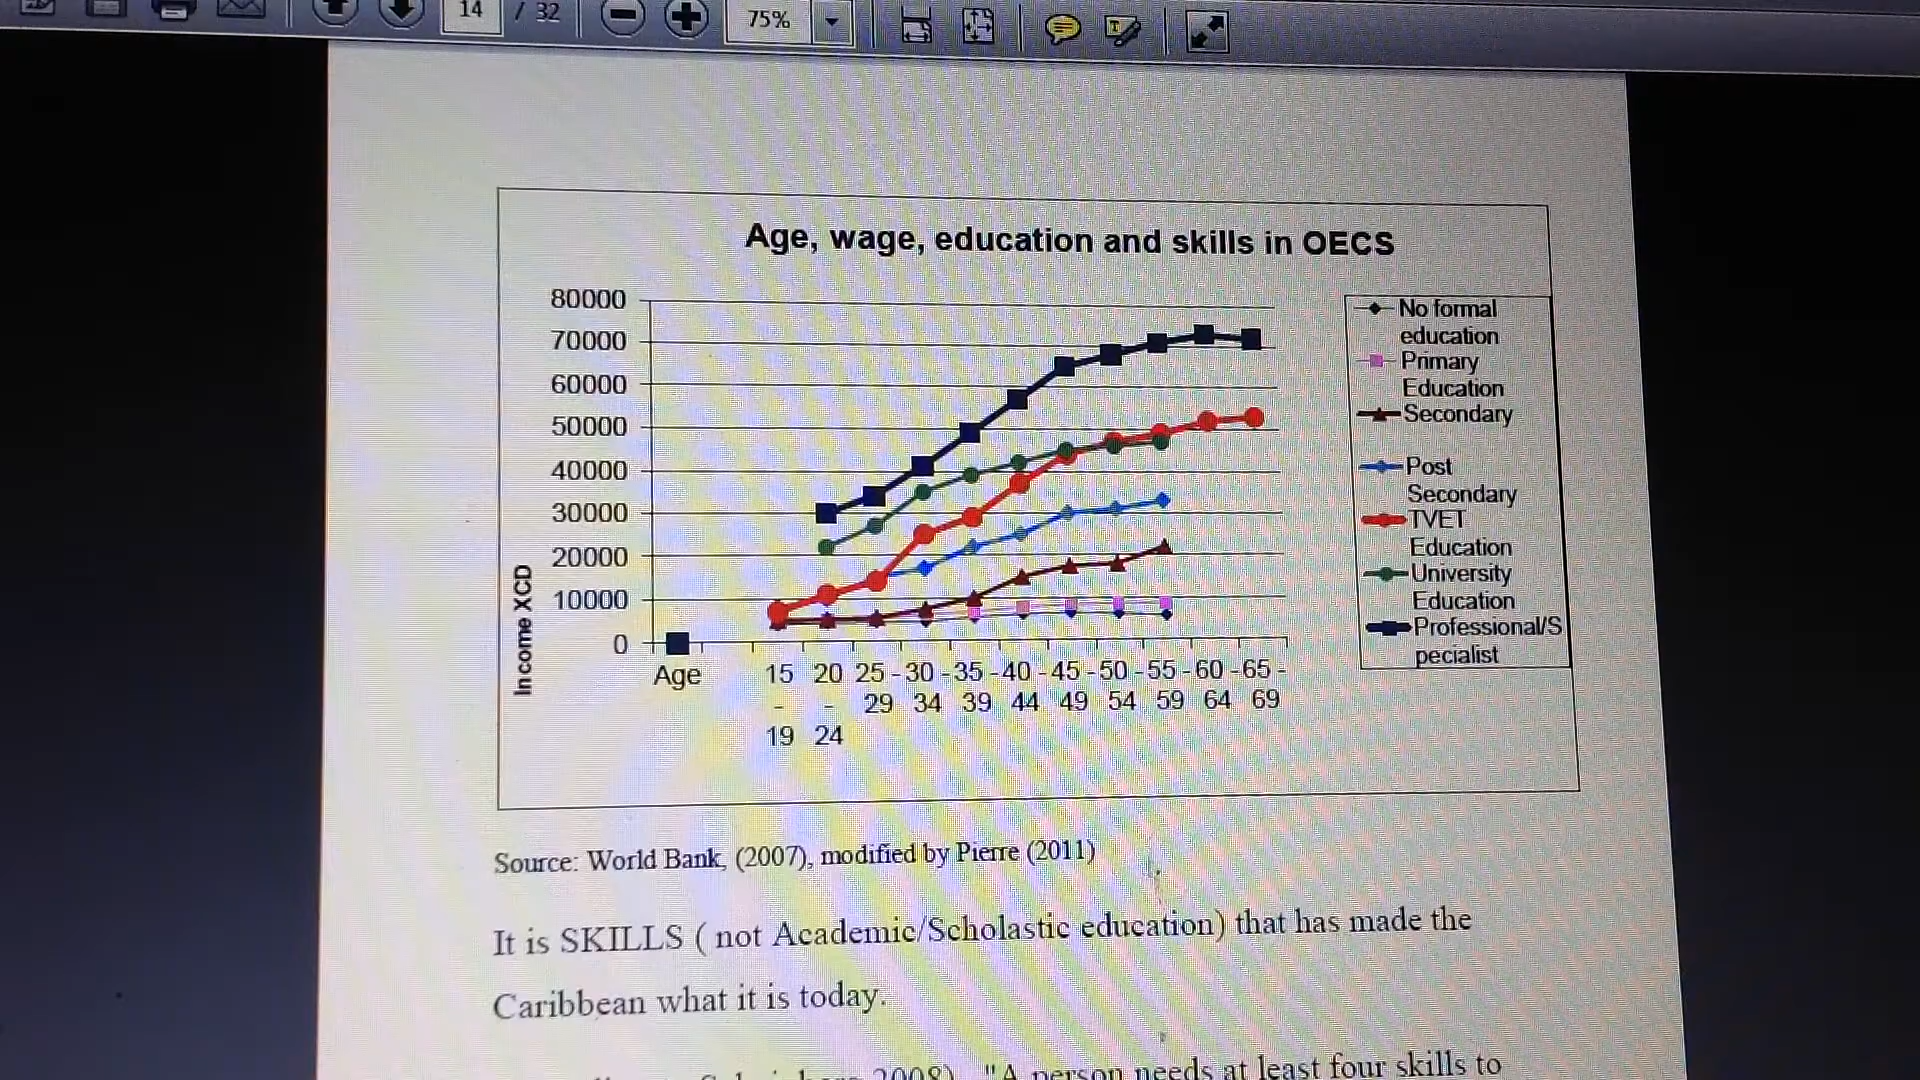 14 / 32
75%
Age, wage, education and skills in OECS
80000
70000
60000
50000
40000
30000
20000
10000
0
Income XCD
Age
15 - 19
20 - 24
25 - 29
30 - 34
35 - 39
40 - 44
45 - 49
50 - 54
55 - 59
60 - 64
65 - 69
No formal
education
Primary
Education
Secondary
Post
Secondary
TVET
Education
University
Education
Professional/S
pecialist
Source: World Bank, (2007), modified by Pierre (2011)
It is SKILLS ( not Academic/Scholastic education) that has made the
Caribbean what it is today.
2008) "A person needs at least four skills to